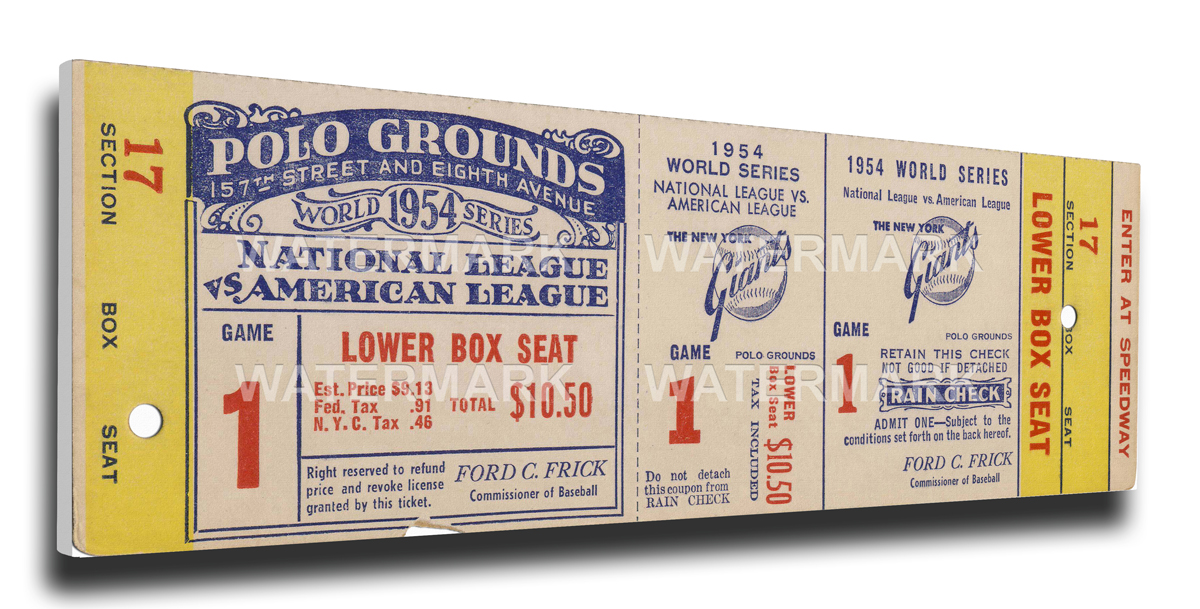 17
SECTION BOX SEAT
POLO GROUNDS
157TH STREET AND EIGHTH AVENUE
WORLD 1954 SERIES
NATIONAL LEAGUE
VS AMERICAN LEAGUE
GAME
1
LOWER BOX SEAT
Est. Price $9.13
Fed. Tax .91
N.Y.C. Tax .46
TOTAL $10.50
Right reserved to refund
price and revoke license
granted by this ticket.
FORD C. FRICK
Commissioner of Baseball
1954
WORLD SERIES
NATIONAL LEAGUE VS.
AMERICAN LEAGUE
THE NEW YORK
Giants
GAME
POLO GROUNDS
1
LOWER
Box Seat $10.50
TAX INCLUDED
Do not detach
this coupon from
RAIN CHECK
1954 WORLD SERIES
National League vs. American League
THE NEW YORK
Giants
GAME
POLO GROUNDS
1
RETAIN THIS CHECK
NOT GOOD IF DETACHED
RAIN CHECK
ADMIT ONE—Subject to the
conditions set forth on the back hereof.
FORD C. FRICK
Commissioner of Baseball
LOWER BOX SEAT
17
SECTION BOX SEAT
ENTER AT SPEEDWAY
WATERMARK WATERMARK
WATERMARK WATERMARK